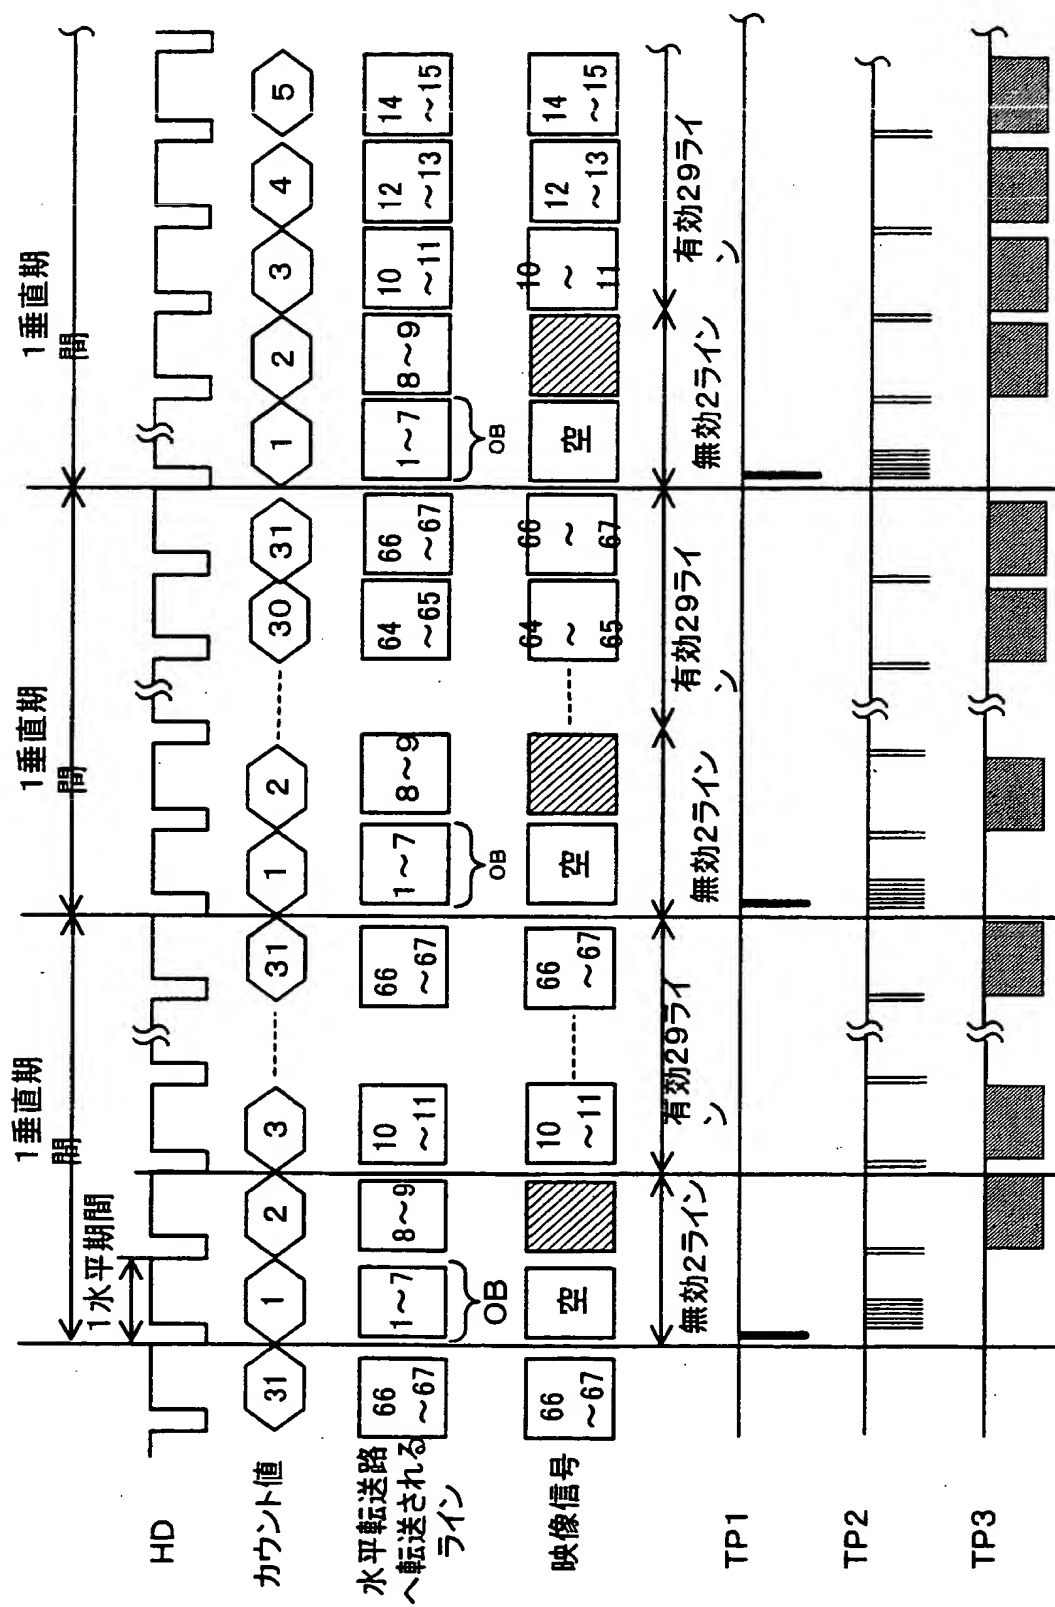 1垂直期
間
1垂直期
間
1垂直期
間
1水平期間
HD
カウント値
31
1
2
3
31
1
2
30
31
1
2
3
4
5
水平転送路
へ転送される
ライン
66
～67
1～7
8～9
10
～11
66
～67
1～7
8～9
64
～65
66
～67
1～7
8～9
10
～11
12
～13
14
～15
OB
OB
OB
映像信号
66
～67
空
10
～11
66
～67
空
64
～
65
66
～
67
空
10
～
11
12
～13
14
～15
無効2ライン
有効29ライ
ン
無効2ライン
有効29ライ
ン
無効2ライン
有効29ライ
ン
TP1
TP2
TP3